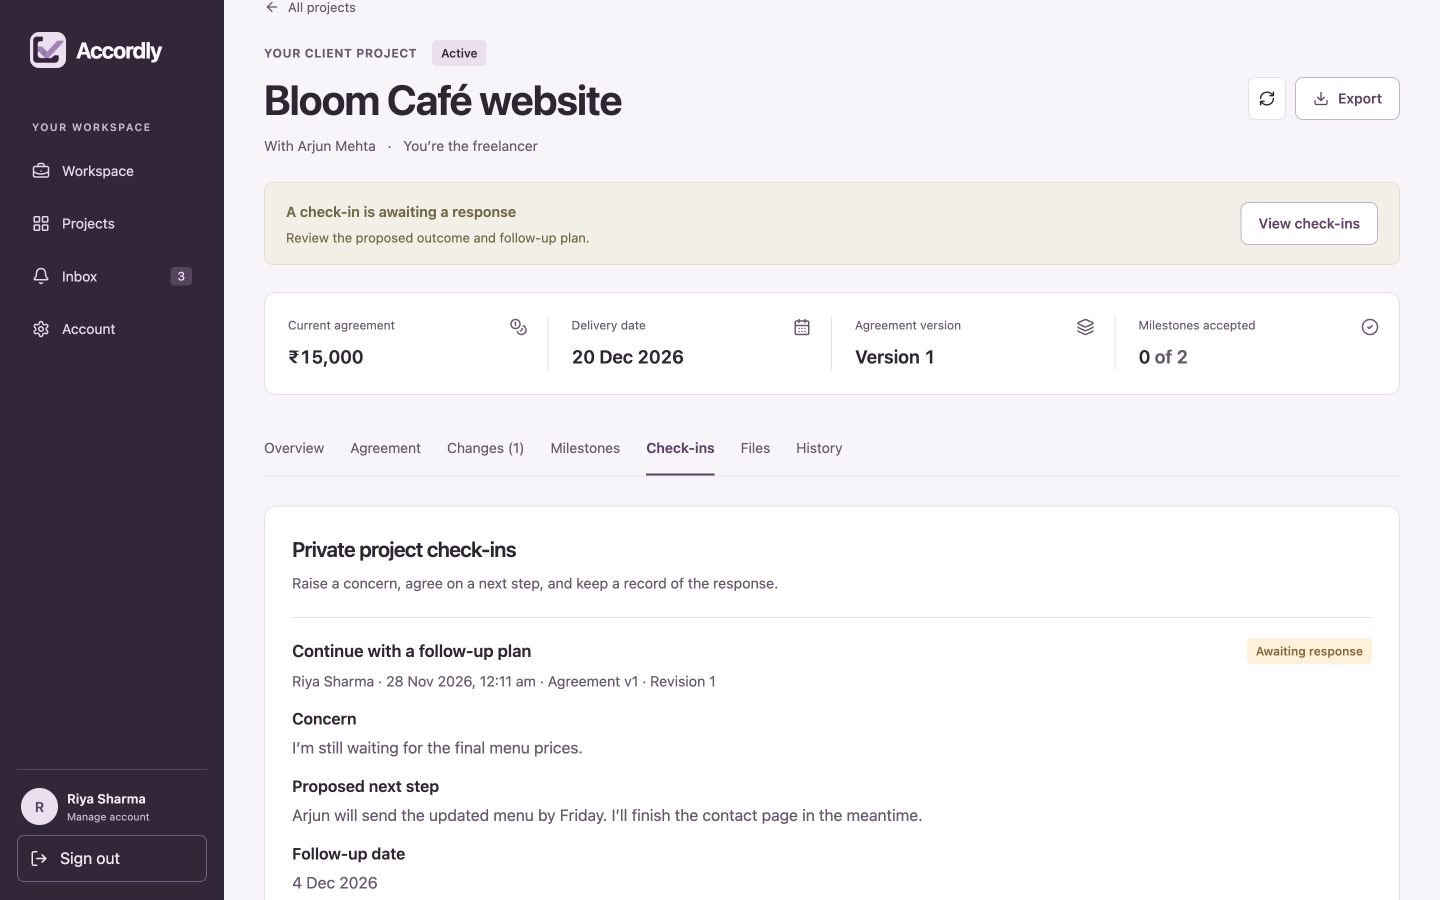 Accordly
YOUR WORKSPACE
Workspace
Projects
Inbox 3
Account
R
Riya Sharma
Manage account
Sign out
All projects
YOUR CLIENT PROJECT Active
Bloom Café website
Export
With Arjun Mehta · You’re the freelancer
A check-in is awaiting a response
Review the proposed outcome and follow-up plan.
View check-ins
Current agreement
₹15,000
Delivery date
20 Dec 2026
Agreement version
Version 1
Milestones accepted
0 of 2
Overview Agreement Changes (1) Milestones Check-ins Files History
Private project check-ins
Raise a concern, agree on a next step, and keep a record of the response.
Continue with a follow-up plan
Awaiting response
Riya Sharma · 28 Nov 2026, 12:11 am · Agreement v1 · Revision 1
Concern
I’m still waiting for the final menu prices.
Proposed next step
Arjun will send the updated menu by Friday. I’ll finish the contact page in the meantime.
Follow-up date
4 Dec 2026